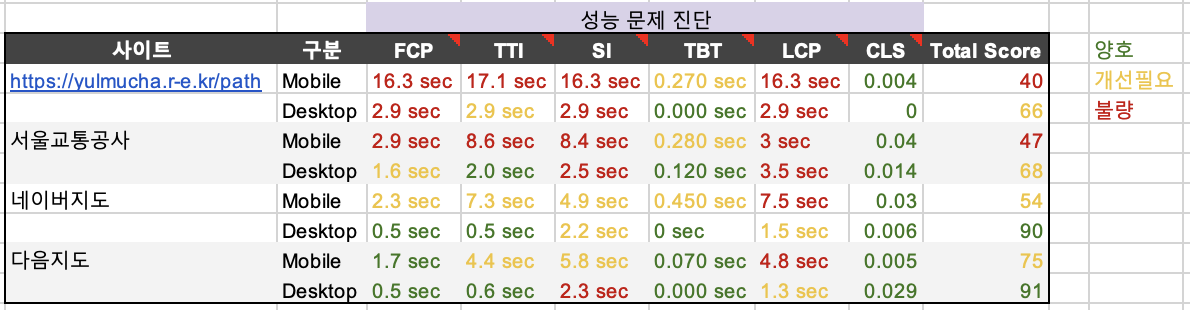 성능 문제 진단
사이트 구분 FCP TTI SI TBT LCP CLS Total Score 양호
https://yulmucha.r-e.kr/path Mobile 16.3 sec 17.1 sec 16.3 sec 0.270 sec 16.3 sec 0.004 40 개선필요
Desktop 2.9 sec 2.9 sec 2.9 sec 0.000 sec 2.9 sec 0 66 불량
서울교통공사 Mobile 2.9 sec 8.6 sec 8.4 sec 0.280 sec 3 sec 0.04 47
Desktop 1.6 sec 2.0 sec 2.5 sec 0.120 sec 3.5 sec 0.014 68
네이버지도 Mobile 2.3 sec 7.3 sec 4.9 sec 0.450 sec 7.5 sec 0.03 54
Desktop 0.5 sec 0.5 sec 2.2 sec 0 sec 1.5 sec 0.006 90
다음지도 Mobile 1.7 sec 4.4 sec 5.8 sec 0.070 sec 4.8 sec 0.005 75
Desktop 0.5 sec 0.6 sec 2.3 sec 0.000 sec 1.3 sec 0.029 91